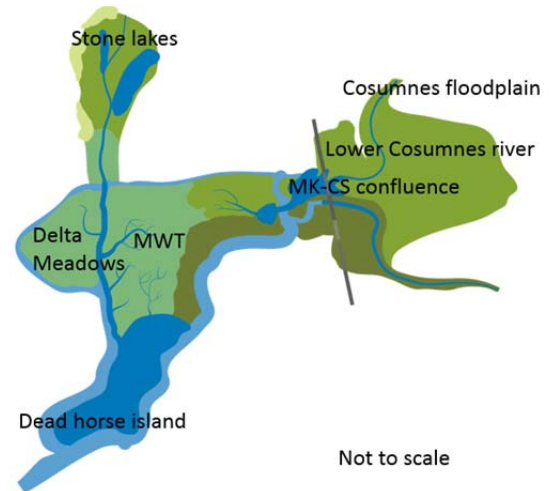 Stone lakes
Cosumnes floodplain
Lower Cosumnes river
MK-CS confluence
Delta
Meadows
MWT
Dead horse island
Not to scale